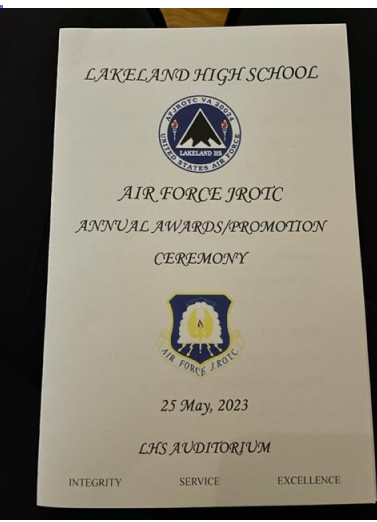 LAKELAND HIGH SCHOOL
AFJROTC VA 20024
LAKELAND HS
UNITED STATES AIR FORCE
AIR FORCE JROTC
ANNUAL AWARDS/PROMOTION
CEREMONY
AIR FORCE JROTC
25 May, 2023
LHS AUDITORIUM
INTEGRITY SERVICE EXCELLENCE